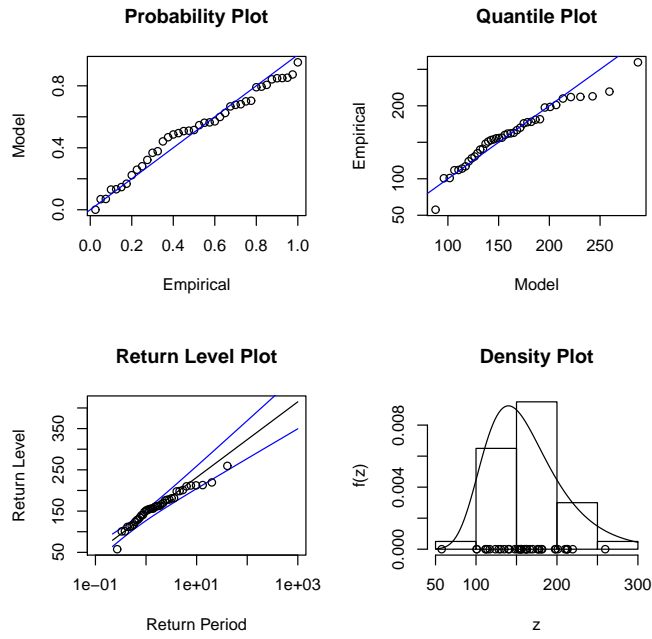 Probability Plot
Model
0.0 0.4 0.8
0.0 0.2 0.4 0.6 0.8 1.0
Empirical
Quantile Plot
Empirical
50 100 200
100 150 200 250
Model
Return Level Plot
Return Level
50 150 250 350
1e−01 1e+01 1e+03
Return Period
Density Plot
f(z)
0.000 0.004 0.008
50 100 200 300
z